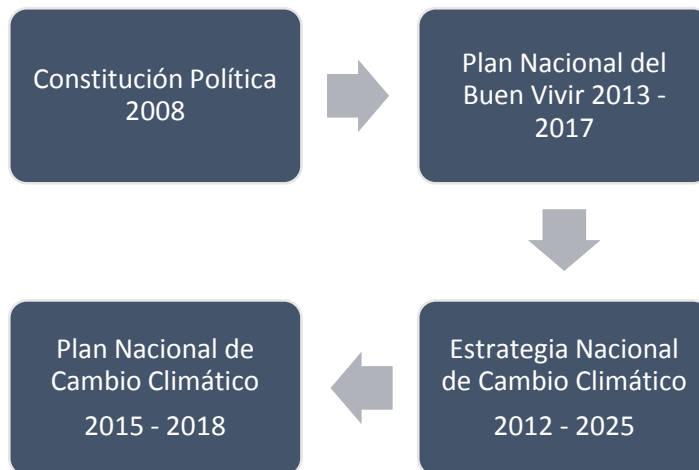 Constitución Política
2008
Plan Nacional del
Buen Vivir 2013 -
2017
Estrategia Nacional
de Cambio Climático
2012 - 2025
Plan Nacional de
Cambio Climático
2015 - 2018